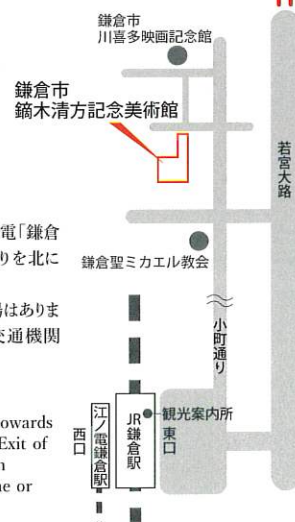 鎌倉市
川喜多映画記念館
鎌倉市
鏑木清方記念美術館
若宮大路
電「鎌倉
りを北に
鎌倉聖ミカエル教会
場はありま
交通機関
小町通り
owards
Exit of
ne or
観光案内所
西口
江ノ電鎌倉駅
JR鎌倉駅
東口